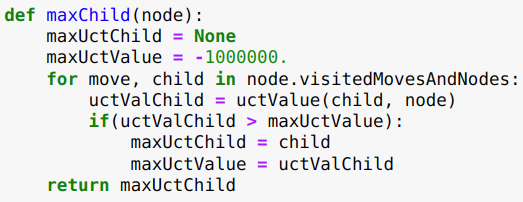 def maxChild(node):
    maxUctChild = None
    maxUctValue = -1000000.
    for move, child in node.visitedMovesAndNodes:
        uctValChild = uctValue(child, node)
        if(uctValChild > maxUctValue):
            maxUctChild = child
            maxUctValue = uctValChild
    return maxUctChild